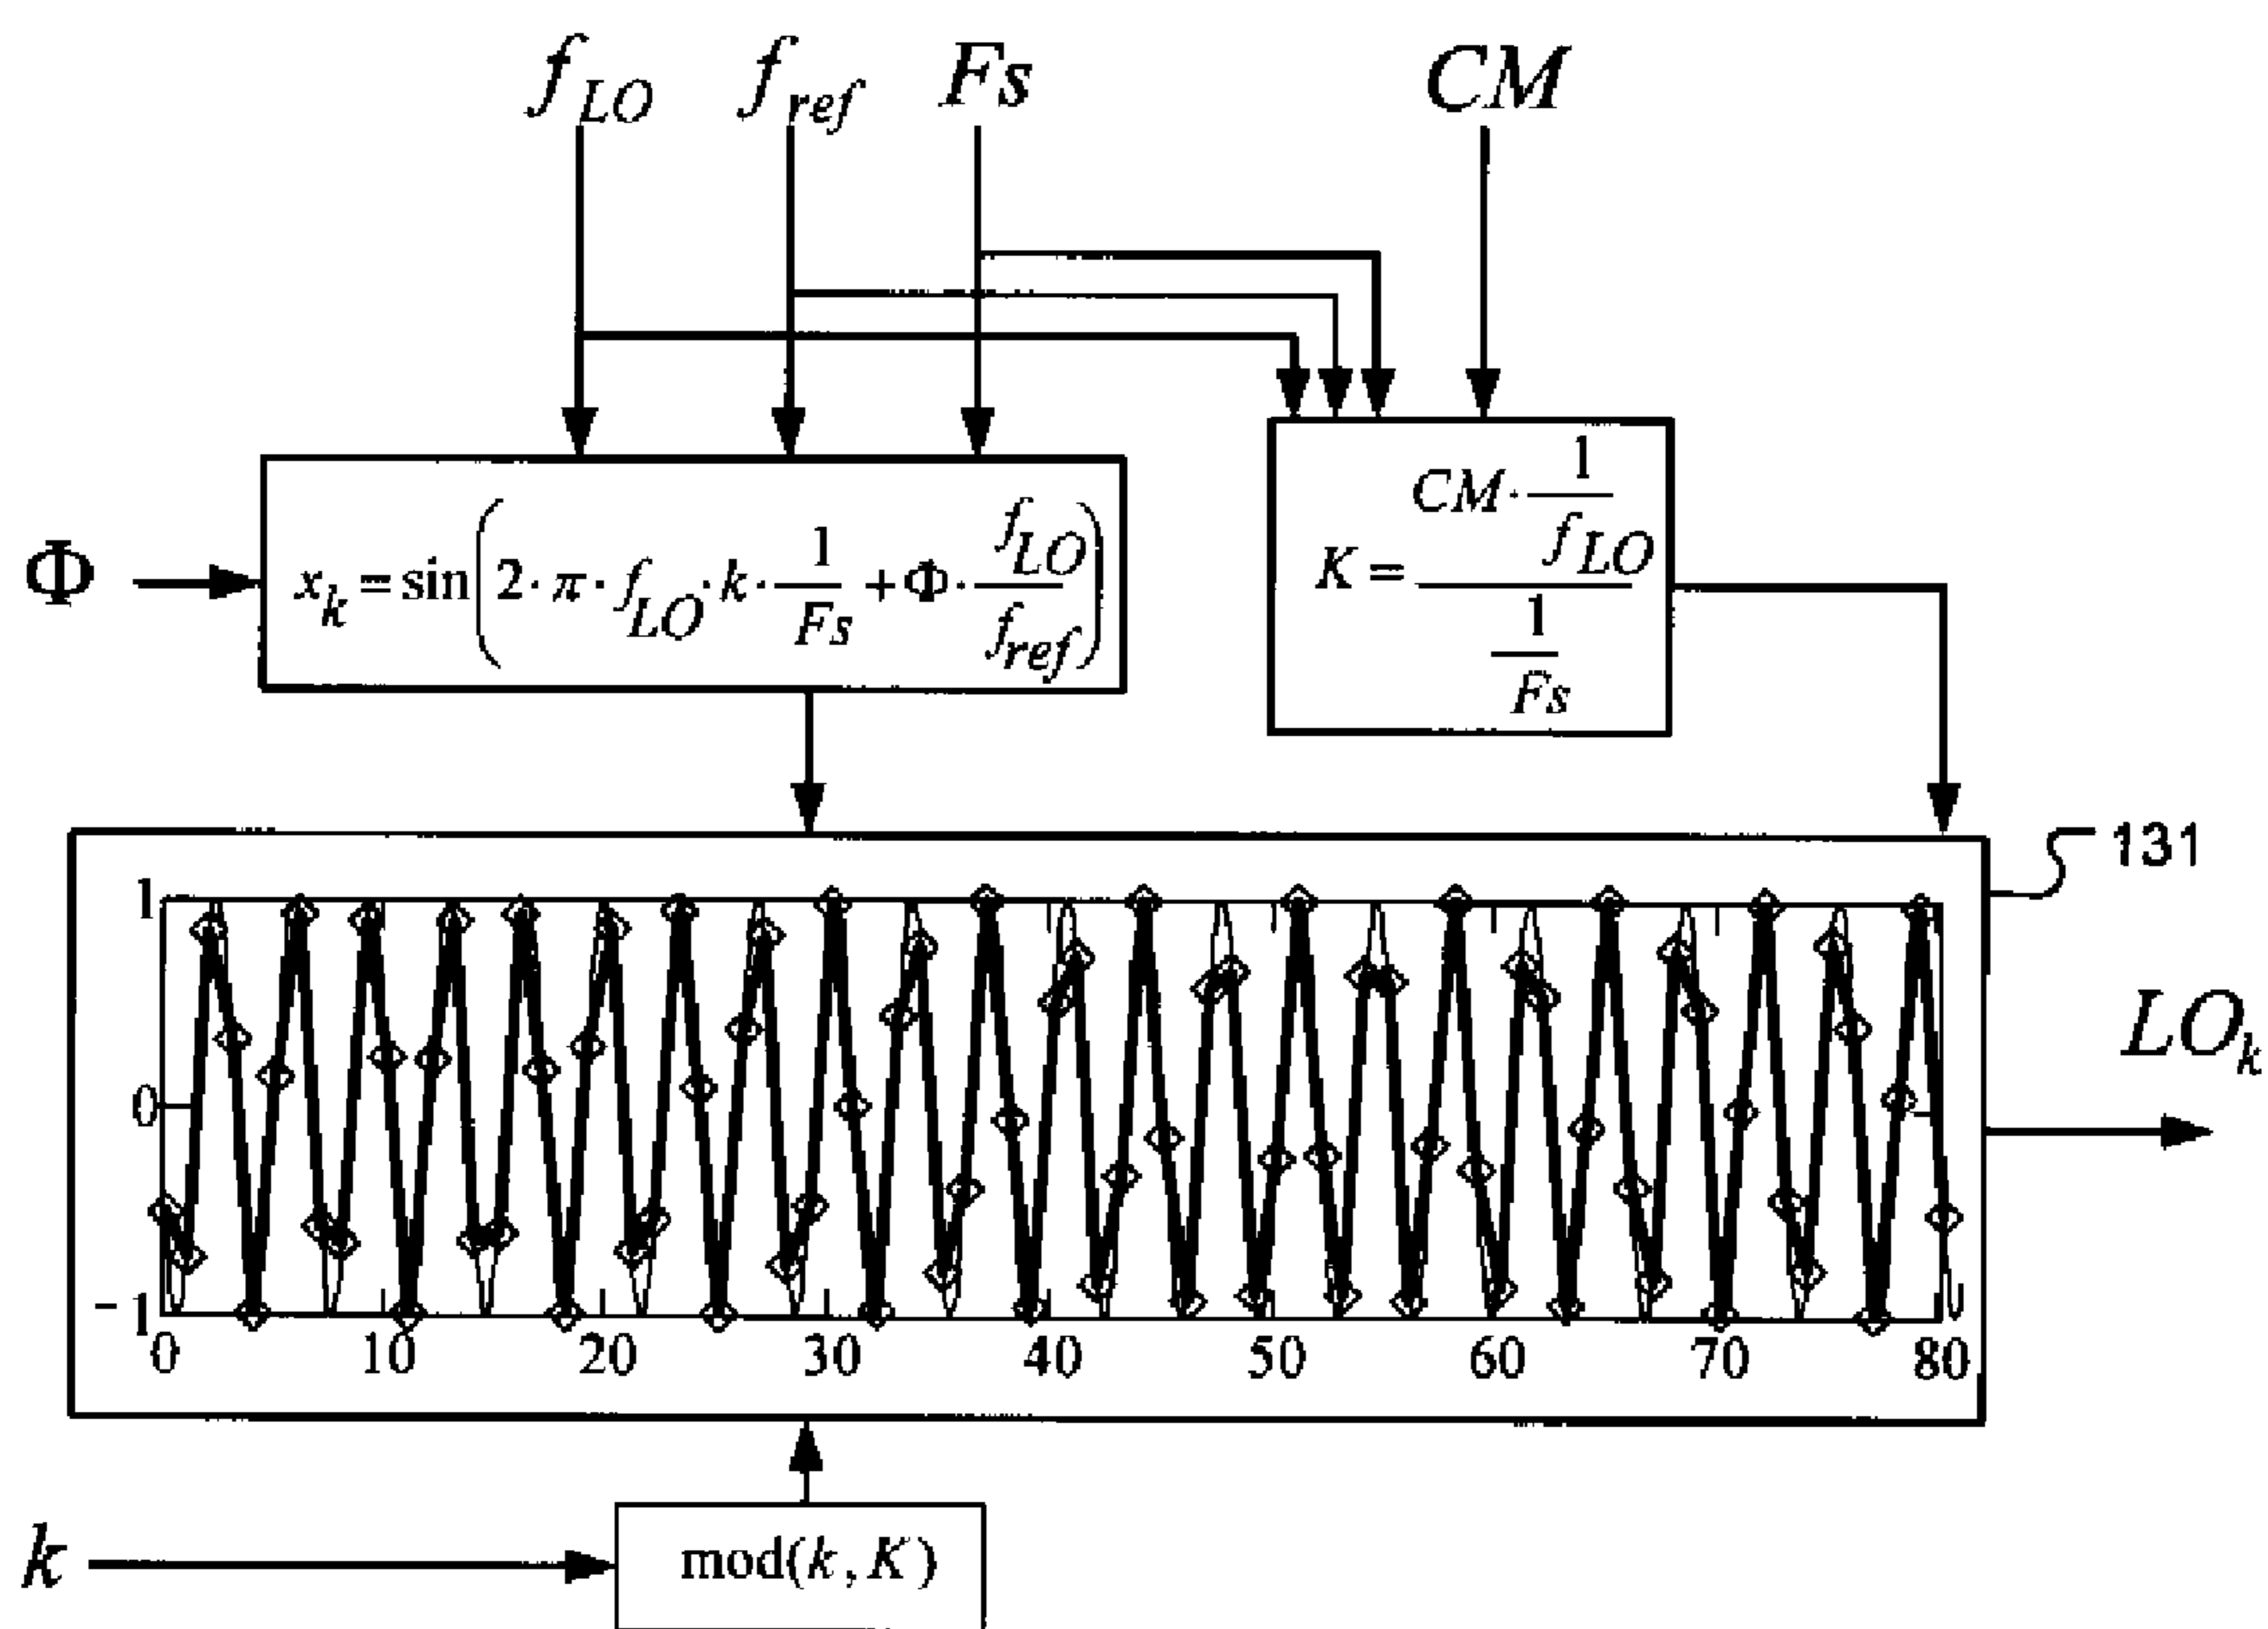 f_LO f_ref Fs CM
Φ
x_k = sin(2·π·f_LO·k·1/Fs + Φ·f_LO/f_ref)
K = (CM·1/f_LO)/(1/Fs)
131
1
0
-1
0 10 20 30 40 50 60 70 80
LO_k
k
mod(k, K)